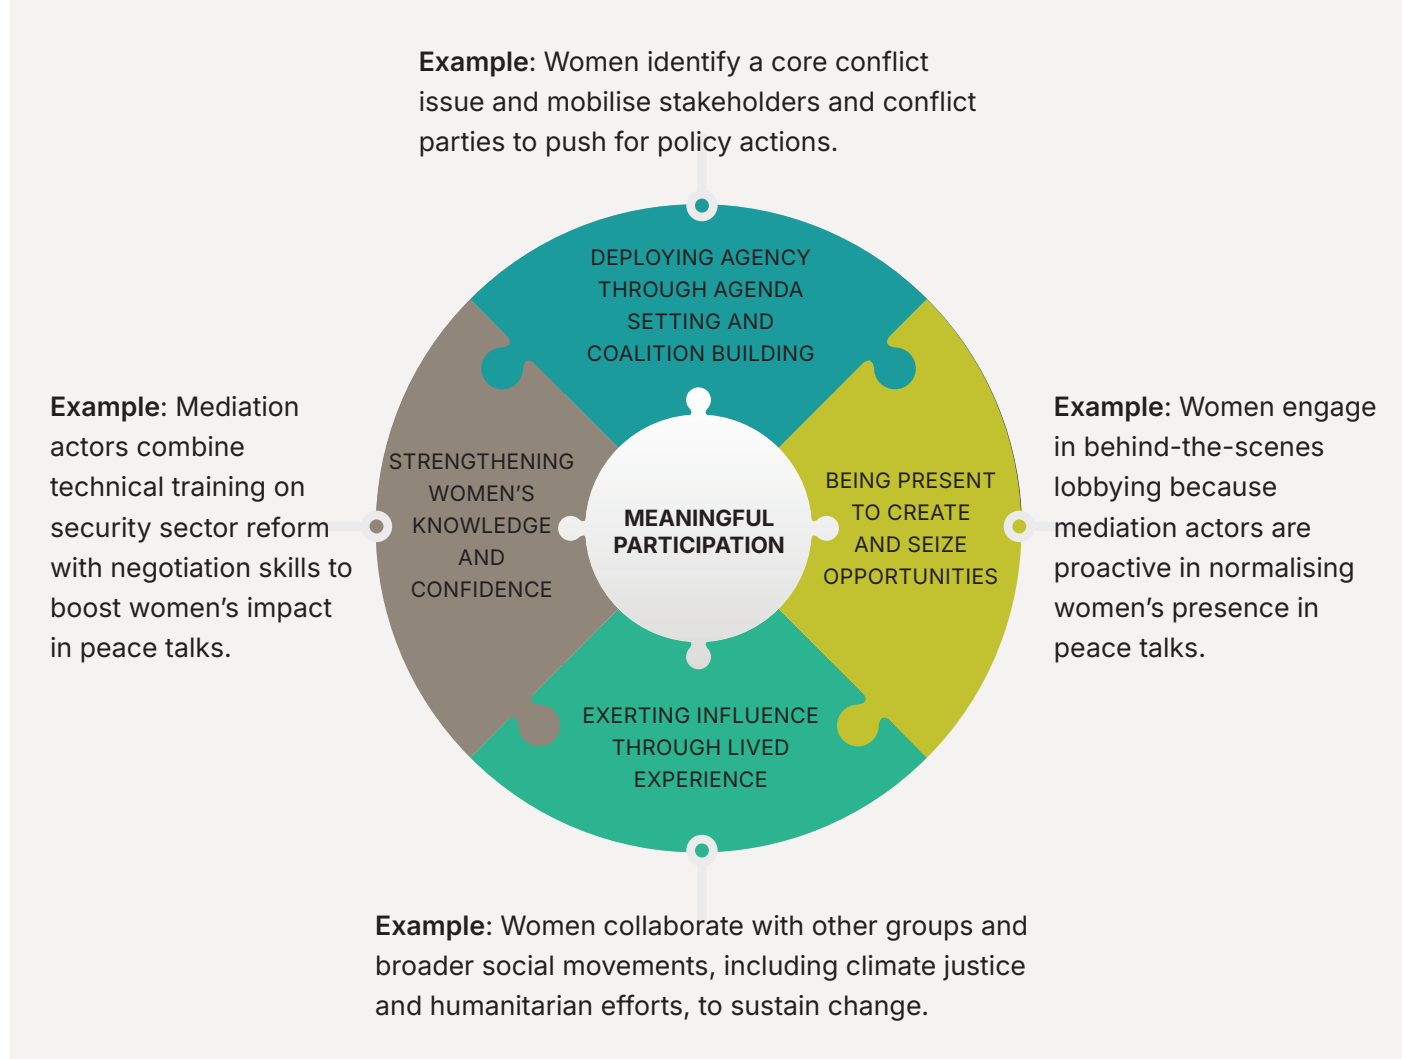 Example: Women identify a core conflict
issue and mobilise stakeholders and conflict
parties to push for policy actions.
DEPLOYING AGENCY
THROUGH AGENDA
SETTING AND
COALITION BUILDING
Example: Mediation
actors combine
technical training on
security sector reform
with negotiation skills to
boost women’s impact
in peace talks.
STRENGTHENING
WOMEN’S
KNOWLEDGE
AND
CONFIDENCE
MEANINGFUL
PARTICIPATION
BEING PRESENT
TO CREATE
AND SEIZE
OPPORTUNITIES
Example: Women engage
in behind-the-scenes
lobbying because
mediation actors are
proactive in normalising
women’s presence in
peace talks.
EXERTING INFLUENCE
THROUGH LIVED
EXPERIENCE
Example: Women collaborate with other groups and
broader social movements, including climate justice
and humanitarian efforts, to sustain change.